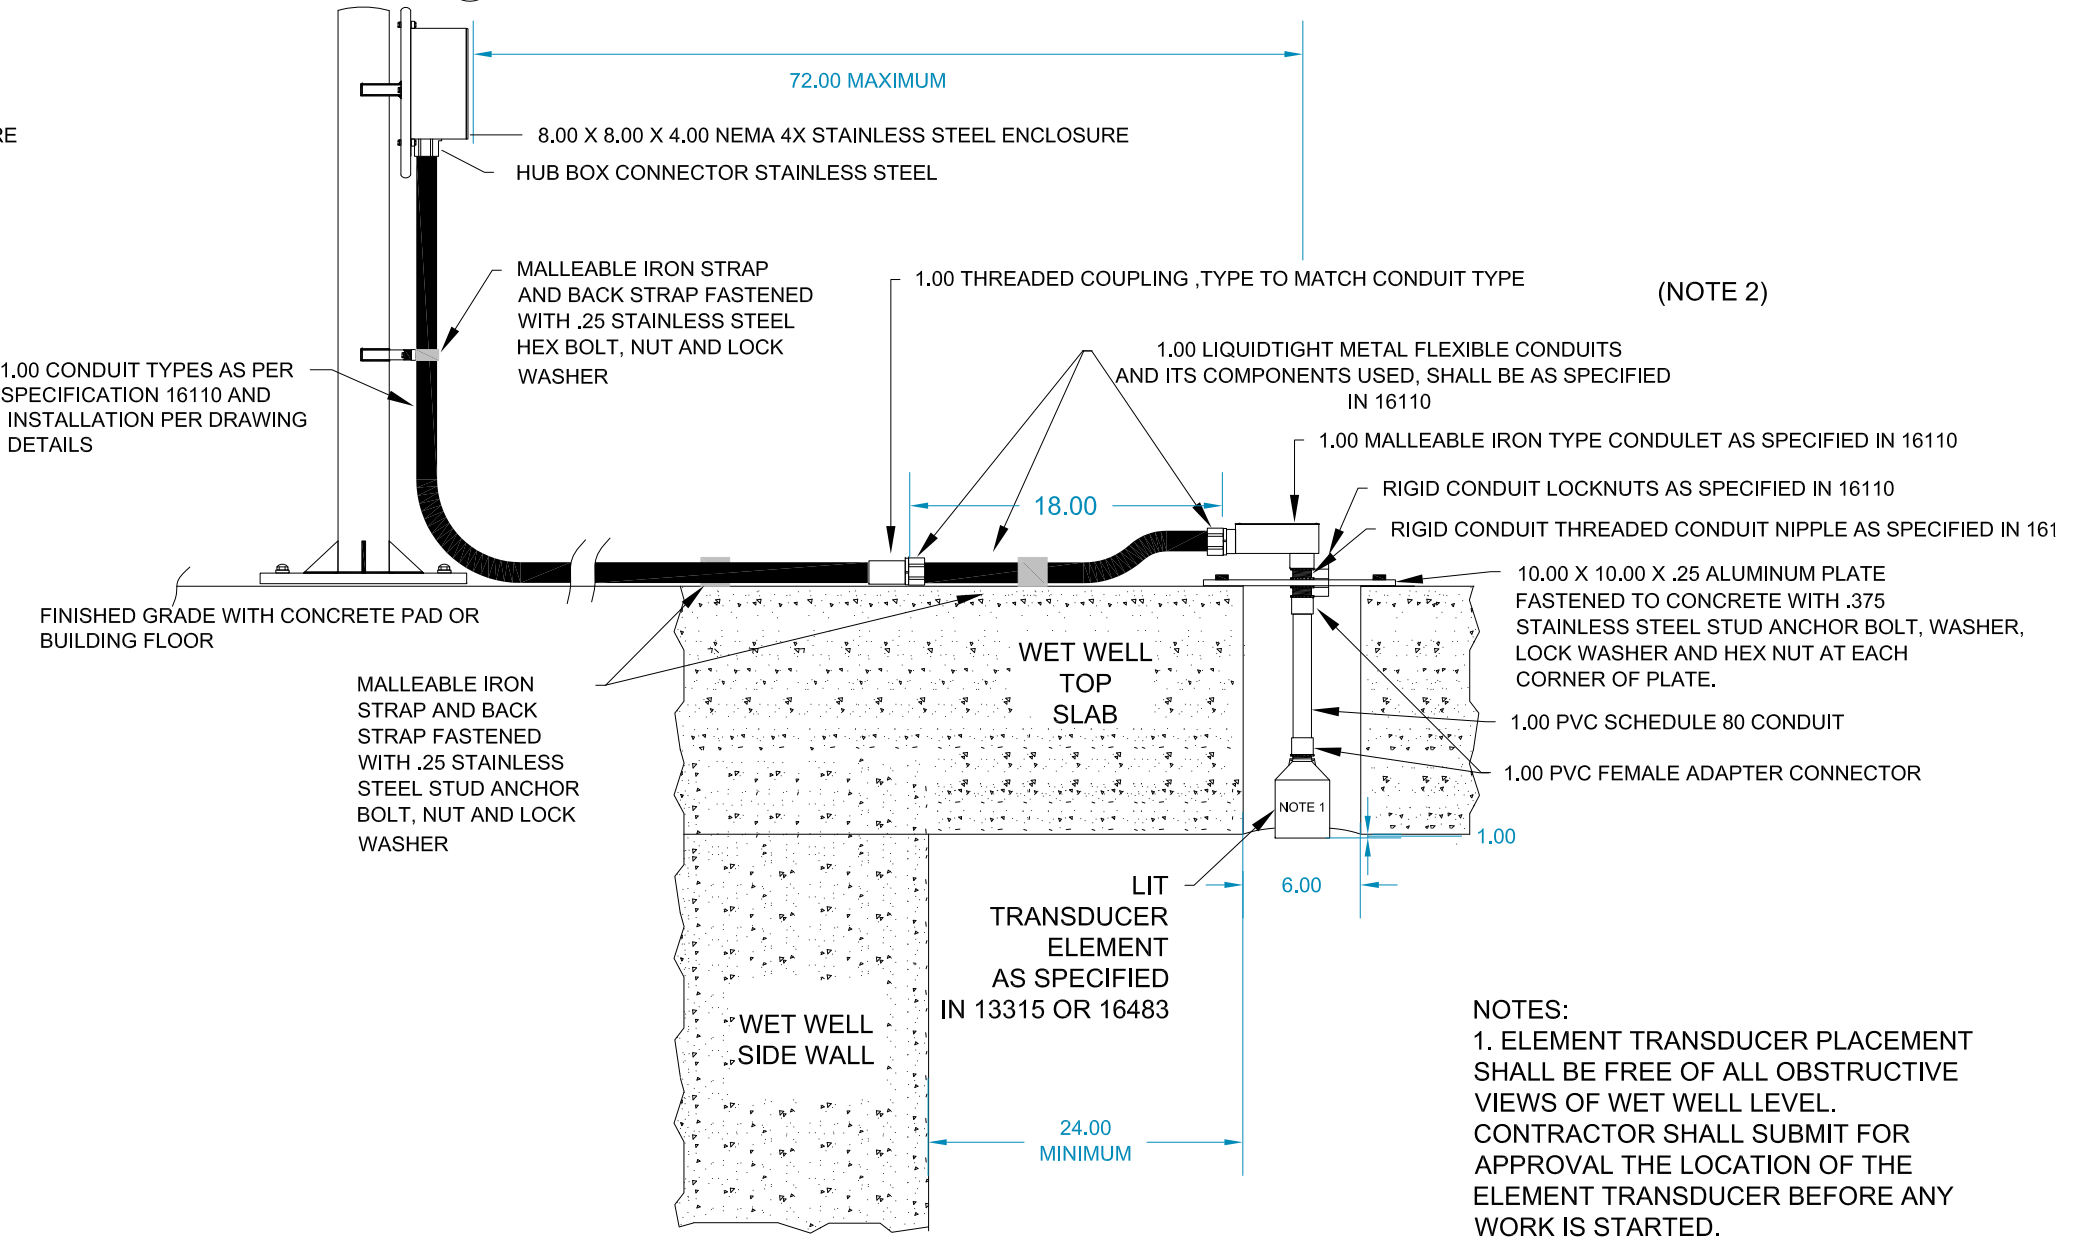 72.00 MAXIMUM
8.00 X 8.00 X 4.00 NEMA 4X STAINLESS STEEL ENCLOSURE
HUB BOX CONNECTOR STAINLESS STEEL
MALLEABLE IRON STRAP
AND BACK STRAP FASTENED
WITH .25 STAINLESS STEEL
HEX BOLT, NUT AND LOCK
WASHER
1.00 THREADED COUPLING ,TYPE TO MATCH CONDUIT TYPE
(NOTE 2)
1.00 LIQUIDTIGHT METAL FLEXIBLE CONDUITS
AND ITS COMPONENTS USED, SHALL BE AS SPECIFIED
IN 16110
1.00 CONDUIT TYPES AS PER
SPECIFICATION 16110 AND
INSTALLATION PER DRAWING
DETAILS
1.00 MALLEABLE IRON TYPE CONDULET AS SPECIFIED IN 16110
18.00
RIGID CONDUIT LOCKNUTS AS SPECIFIED IN 16110
RIGID CONDUIT THREADED CONDUIT NIPPLE AS SPECIFIED IN 161
10.00 X 10.00 X .25 ALUMINUM PLATE
FASTENED TO CONCRETE WITH .375
STAINLESS STEEL STUD ANCHOR BOLT, WASHER,
LOCK WASHER AND HEX NUT AT EACH
CORNER OF PLATE.
FINISHED GRADE WITH CONCRETE PAD OR
BUILDING FLOOR
WET WELL
TOP
SLAB
MALLEABLE IRON
STRAP AND BACK
STRAP FASTENED
WITH .25 STAINLESS
STEEL STUD ANCHOR
BOLT, NUT AND LOCK
WASHER
1.00 PVC SCHEDULE 80 CONDUIT
1.00 PVC FEMALE ADAPTER CONNECTOR
NOTE 1
1.00
6.00
LIT
TRANSDUCER
ELEMENT
AS SPECIFIED
IN 13315 OR 16483
WET WELL
SIDE WALL
24.00
MINIMUM
NOTES:
1. ELEMENT TRANSDUCER PLACEMENT
SHALL BE FREE OF ALL OBSTRUCTIVE
VIEWS OF WET WELL LEVEL.
CONTRACTOR SHALL SUBMIT FOR
APPROVAL THE LOCATION OF THE
ELEMENT TRANSDUCER BEFORE ANY
WORK IS STARTED.